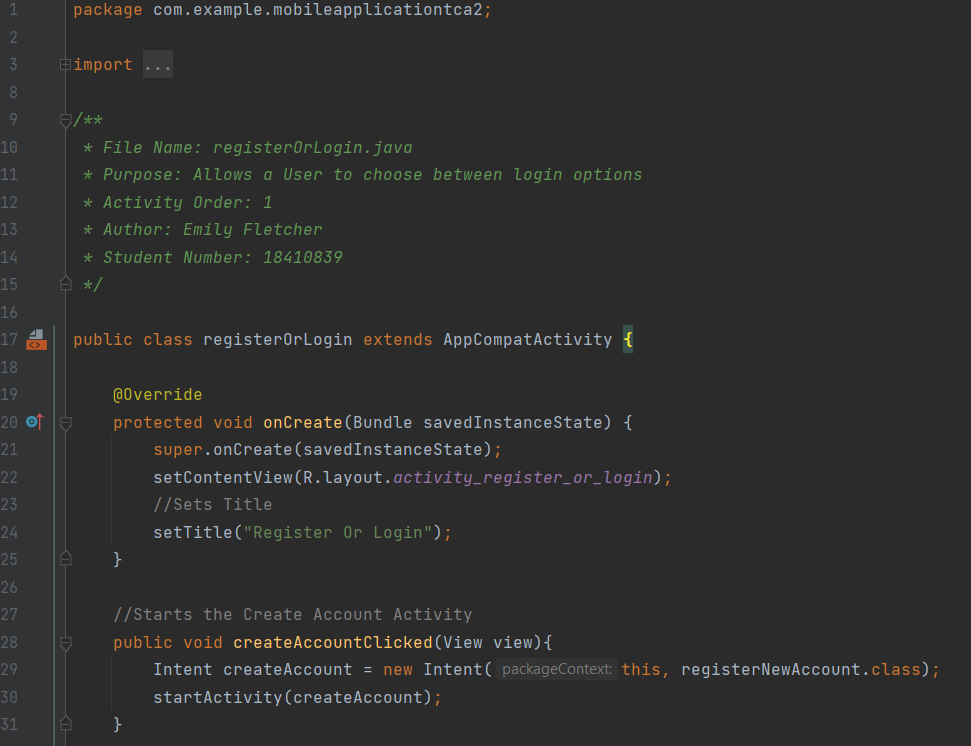 1 package com.example.mobileapplicationtca2;
2
3 import ...
8
9 /**
10 * File Name: registerOrLogin.java
11 * Purpose: Allows a User to choose between login options
12 * Activity Order: 1
13 * Author: Emily Fletcher
14 * Student Number: 18410839
15 */
16
17 public class registerOrLogin extends AppCompatActivity {
18
19 @Override
20 protected void onCreate(Bundle savedInstanceState) {
21 super.onCreate(savedInstanceState);
22 setContentView(R.layout.activity_register_or_login);
23 //Sets Title
24 setTitle("Register Or Login");
25 }
26
27 //Starts the Create Account Activity
28 public void createAccountClicked(View view){
29 Intent createAccount = new Intent( packageContext: this, registerNewAccount.class);
30 startActivity(createAccount);
31 }